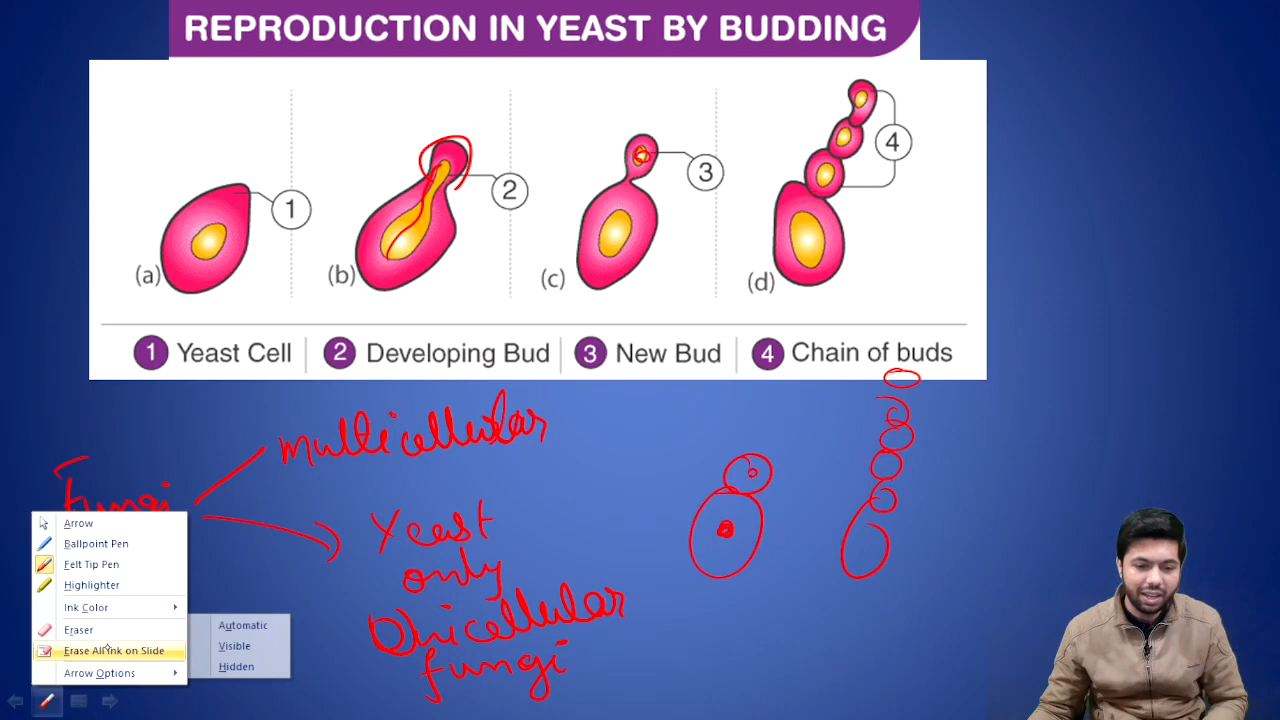 REPRODUCTION IN YEAST BY BUDDING
1
2
3
4
(a)
(b)
(c)
(d)
1 Yeast Cell
2 Developing Bud
3 New Bud
4 Chain of buds
multicellular
Fungi
Yeast
only
Unicellular
fungi
Arrow
Ballpoint Pen
Felt Tip Pen
Highlighter
Ink Color
Eraser
Erase All Ink on Slide
Arrow Options
Automatic
Visible
Hidden